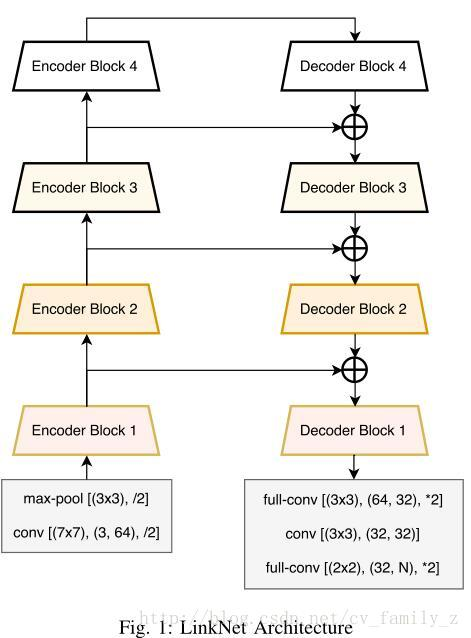 Encoder Block 4
Decoder Block 4
Encoder Block 3
Decoder Block 3
Encoder Block 2
Decoder Block 2
Encoder Block 1
Decoder Block 1
max-pool [(3x3), /2]
conv [(7x7), (3, 64), /2]
full-conv [(3x3), (64, 32), *2]
conv [(3x3), (32, 32)]
full-conv [(2x2), (32, N), *2]
http://blog.csdn.net/cv_family_z
Fig. 1: LinkNet Architecture